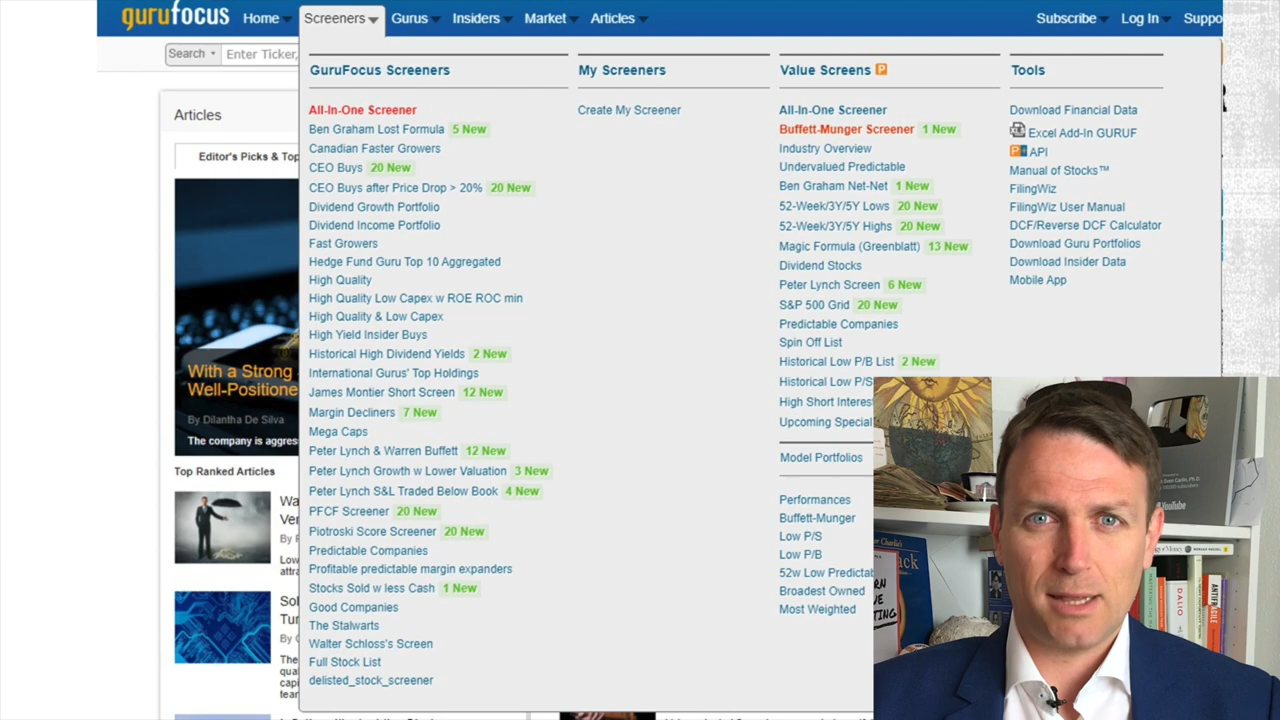 gurufocus
Home
Screeners
Gurus
Insiders
Market
Articles
Subscribe
Log In
Search
Enter Ticker,
Articles
Editor's Picks & Top
With a Strong
Well-Positione
By Dilantha De Silva
The company is aggres
Top Ranked Articles
GuruFocus Screeners
All-In-One Screener
Ben Graham Lost Formula 5 New
Canadian Faster Growers
CEO Buys 20 New
CEO Buys after Price Drop > 20% 20 New
Dividend Growth Portfolio
Dividend Income Portfolio
Fast Growers
Hedge Fund Guru Top 10 Aggregated
High Quality
High Quality Low Capex w ROE ROC min
High Quality & Low Capex
High Yield Insider Buys
Historical High Dividend Yields 2 New
International Gurus' Top Holdings
James Montier Short Screen 12 New
Margin Decliners 7 New
Mega Caps
Peter Lynch & Warren Buffett 12 New
Peter Lynch Growth w Lower Valuation 3 New
Peter Lynch S&L Traded Below Book 4 New
PFCF Screener 20 New
Piotroski Score Screener 20 New
Predictable Companies
Profitable predictable margin expanders
Stocks Sold w less Cash 1 New
Good Companies
The Stalwarts
Walter Schloss's Screen
Full Stock List
delisted_stock_screener
My Screeners
Create My Screener
Value Screens P
All-In-One Screener
Buffett-Munger Screener 1 New
Industry Overview
Undervalued Predictable
Ben Graham Net-Net 1 New
52-Week/3Y/5Y Lows 20 New
52-Week/3Y/5Y Highs 20 New
Magic Formula (Greenblatt) 13 New
Dividend Stocks
Peter Lynch Screen 6 New
S&P 500 Grid 20 New
Predictable Companies
Spin Off List
Historical Low P/B List 2 New
Historical Low P/S
High Short Interes
Upcoming Special
Model Portfolios
Performances
Buffett-Munger
Low P/S
Low P/B
52w Low Predictab
Broadest Owned
Most Weighted
Tools
Download Financial Data
Excel Add-In GURUF
API
Manual of Stocks™
FilingWiz
FilingWiz User Manual
DCF/Reverse DCF Calculator
Download Guru Portfolios
Download Insider Data
Mobile App
YouTube
DALIO
ANTIFRAGILE